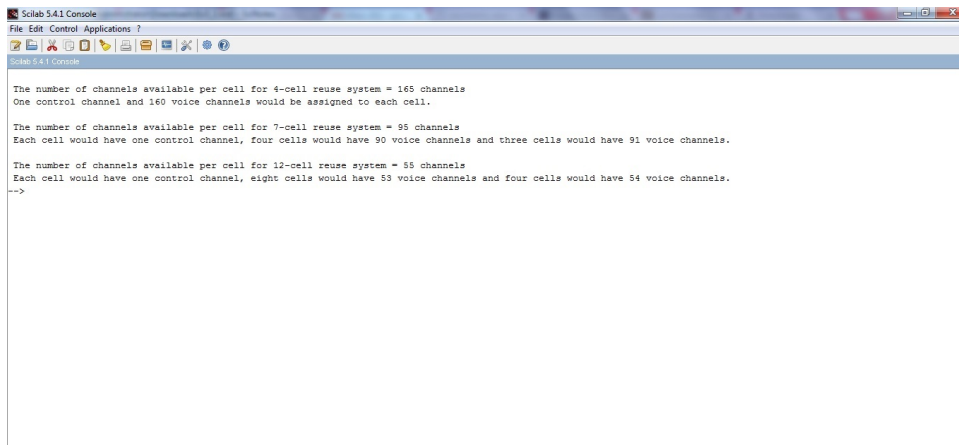 Scilab 5.4.1 Console
File Edit Control Applications ?
Scilab 5.4.1 Console
The number of channels available per cell for 4-cell reuse system = 165 channels
One control channel and 160 voice channels would be assigned to each cell.
The number of channels available per cell for 7-cell reuse system = 95 channels
Each cell would have one control channel, four cells would have 90 voice channels and three cells would have 91 voice channels.
The number of channels available per cell for 12-cell reuse system = 55 channels
Each cell would have one control channel, eight cells would have 53 voice channels and four cells would have 54 voice channels.
-->